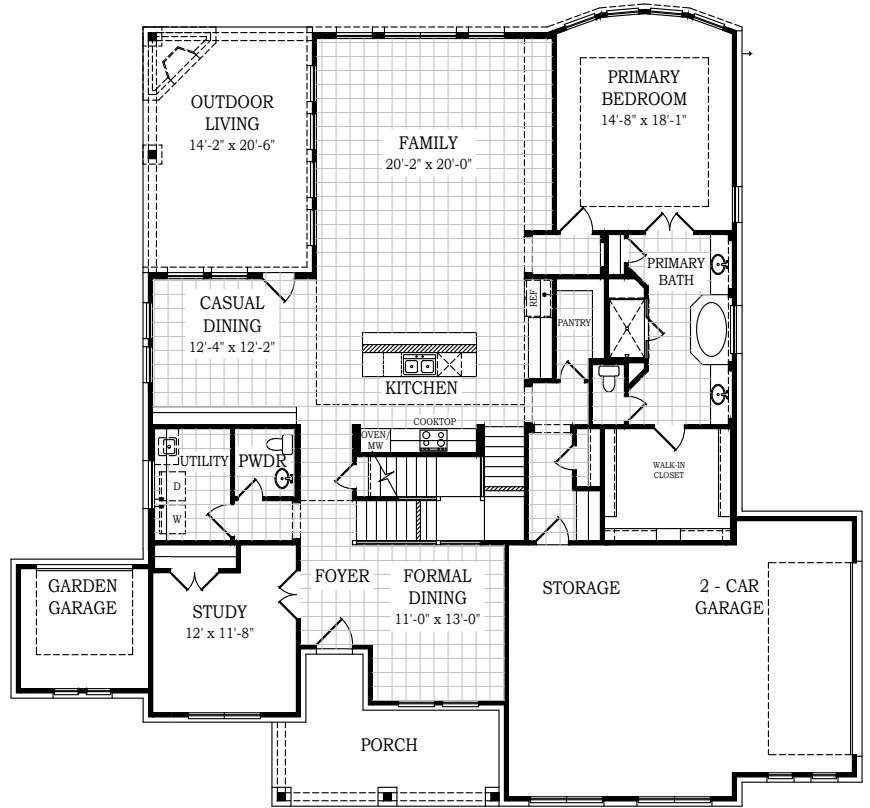 OUTDOOR
LIVING
14'-2" x 20'-6"
FAMILY
20'-2" x 20'-0"
PRIMARY
BEDROOM
14'-8" x 18'-1"
PRIMARY
BATH
CASUAL
DINING
12'-4" x 12'-2"
REF
PANTRY
KITCHEN
COOKTOP
OVEN/
MW
UTILITY
PWDR
D
W
WALK-IN
CLOSET
GARDEN
GARAGE
STUDY
12' x 11'-8"
FOYER
FORMAL
DINING
11'-0" x 13'-0"
STORAGE
2 - CAR
GARAGE
PORCH